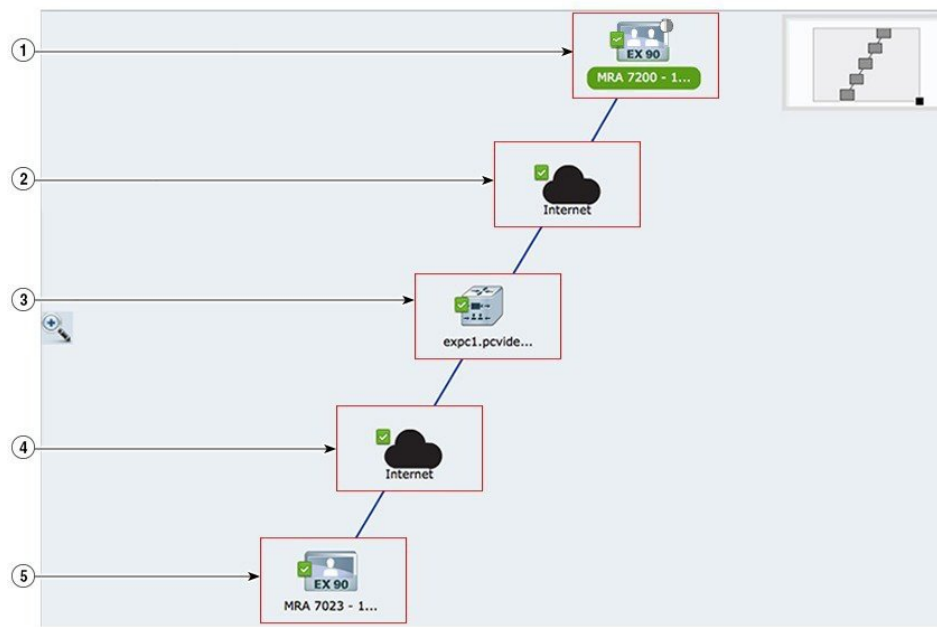 1
EX 90
MRA 7200 - 1...
2
Internet
3
expc1.pcvide...
4
Internet
5
EX 90
MRA 7023 - 1...